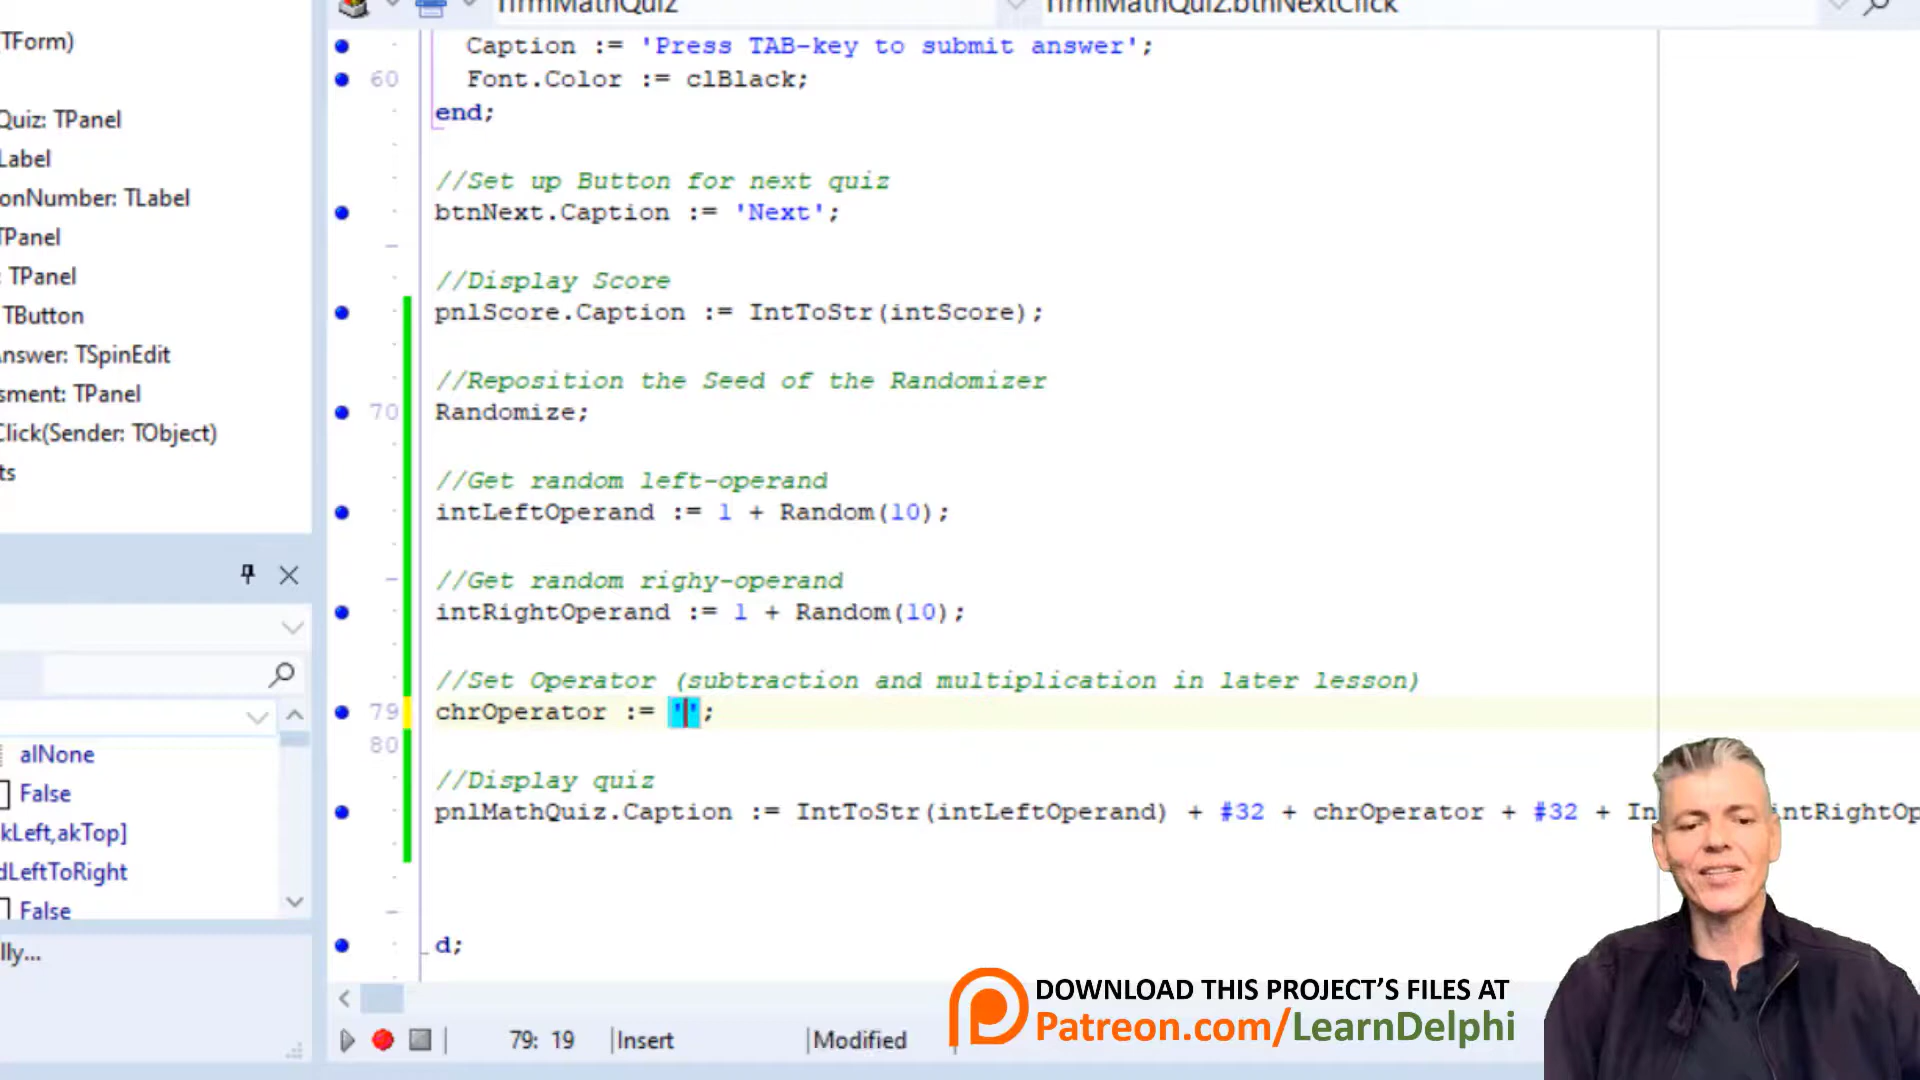 TfrmMathQuiz
TfrmMathQuiz.btnNextClick
(TForm)
Quiz: TPanel
Label
onNumber: TLabel
TPanel
: TPanel
TButton
Answer: TSpinEdit
sment: TPanel
Click(Sender: TObject)
ts
alNone
False
akLeft,akTop]
dLeftToRight
False
lly...
Caption := 'Press TAB-key to submit answer';
60 Font.Color := clBlack;
end;
//Set up Button for next quiz
btnNext.Caption := 'Next';
//Display Score
pnlScore.Caption := IntToStr(intScore);
//Reposition the Seed of the Randomizer
70 Randomize;
//Get random left-operand
intLeftOperand := 1 + Random(10);
//Get random righy-operand
intRightOperand := 1 + Random(10);
//Set Operator (subtraction and multiplication in later lesson)
79 chrOperator := '';
80
//Display quiz
pnlMathQuiz.Caption := IntToStr(intLeftOperand) + #32 + chrOperator + #32 + In intRightOp
d;
79: 19 Insert Modified
DOWNLOAD THIS PROJECT'S FILES AT
Patreon.com/LearnDelphi